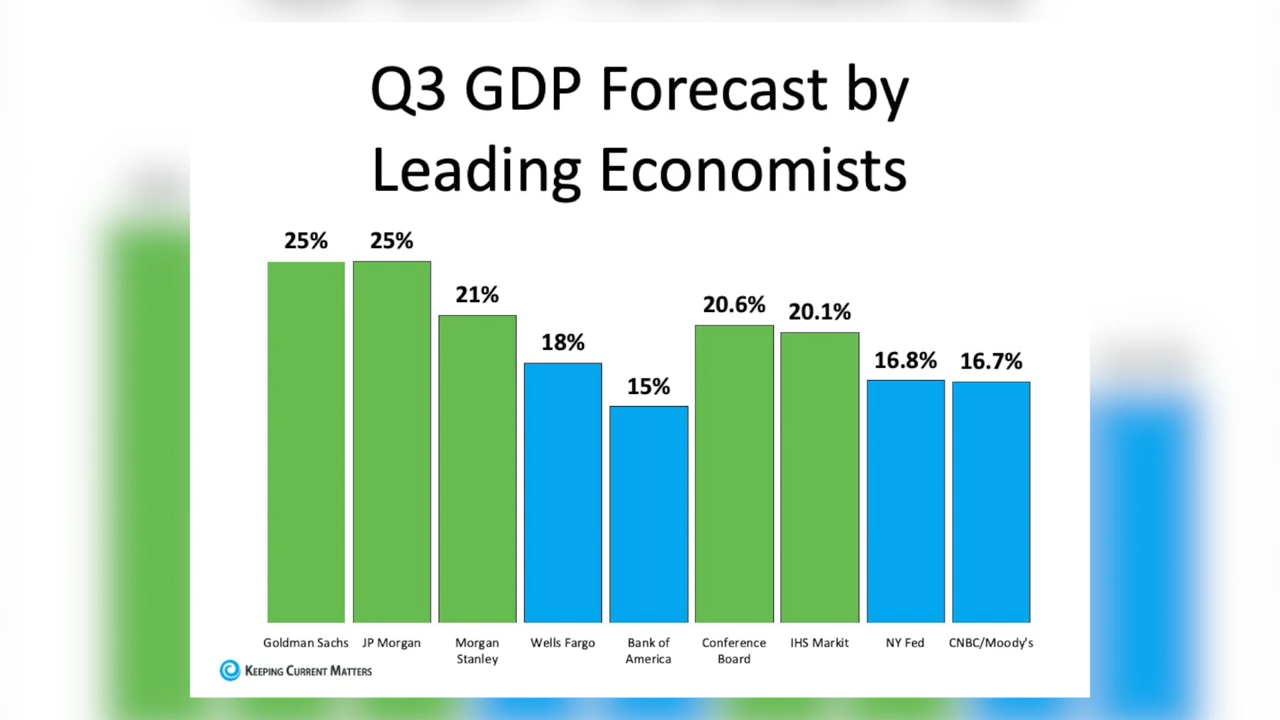 Q3 GDP Forecast by
Leading Economists
25%
25%
21%
18%
15%
20.6%
20.1%
16.8%
16.7%
Goldman Sachs
JP Morgan
Morgan
Stanley
Wells Fargo
Bank of
America
Conference
Board
IHS Markit
NY Fed
CNBC/Moody's
KEEPING CURRENT MATTERS